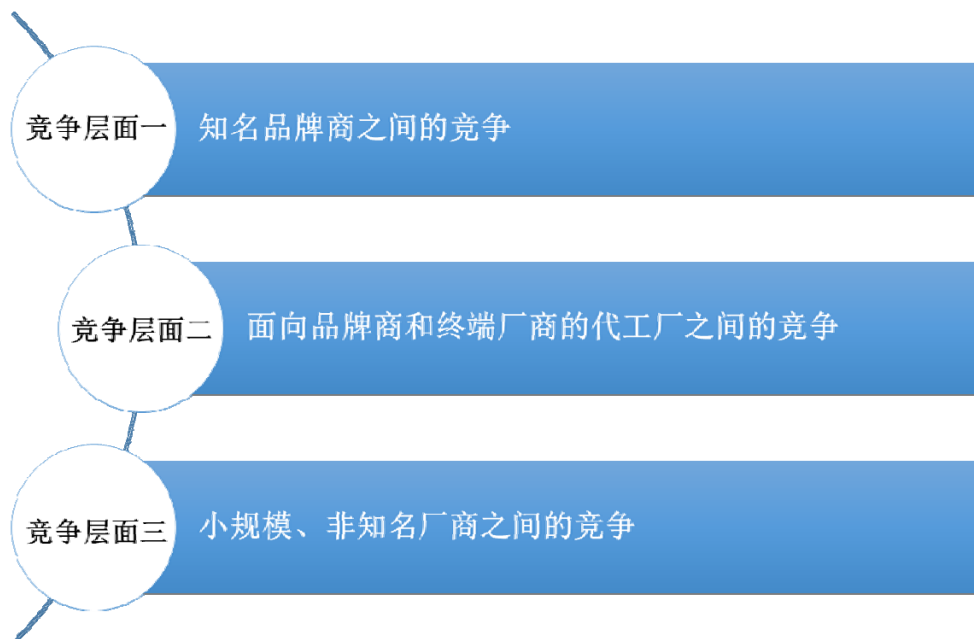 竞争层面一
知名品牌商之间的竞争
竞争层面二
面向品牌商和终端厂商的代工厂之间的竞争
竞争层面三
小规模、非知名厂商之间的竞争